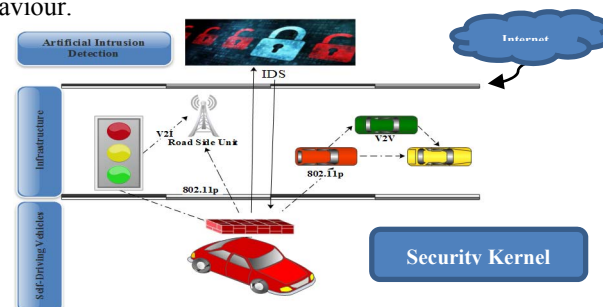 aviour.
Artificial Intrusion
Detection
Internet
IDS
Infrastructure
V2I
Road Side Unit
V2V
802.11p
802.11p
Self-Driving Vehicles
Security Kernel